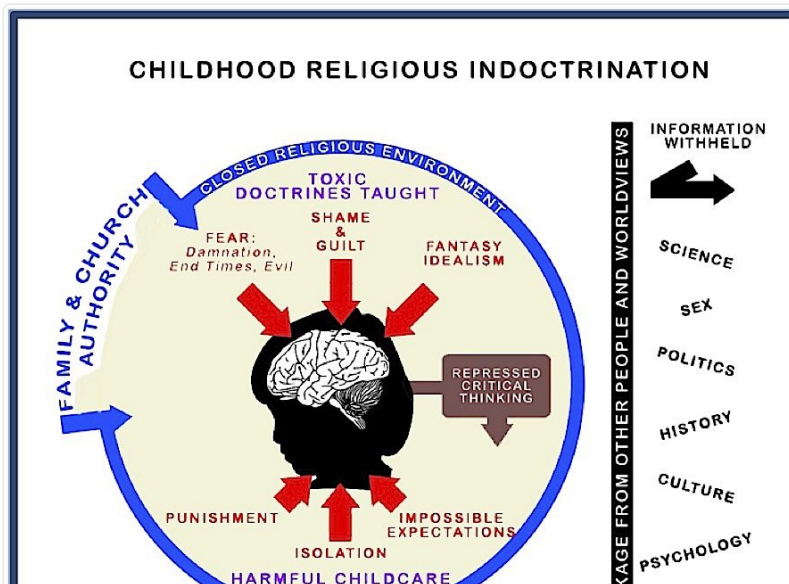 CHILDHOOD RELIGIOUS INDOCTRINATION
CLOSED RELIGIOUS ENVIRONMENT
FAMILY & CHURCH
AUTHORITY
TOXIC
DOCTRINES TAUGHT
FEAR:
Damnation,
End Times, Evil
SHAME
&
GUILT
FANTASY
IDEALISM
REPRESSED
CRITICAL
THINKING
PUNISHMENT
ISOLATION
IMPOSSIBLE
EXPECTATIONS
HARMFUL CHILDCARE
KAGE FROM OTHER PEOPLE AND WORLDVIEWS
INFORMATION
WITHHELD
SCIENCE
SEX
POLITICS
HISTORY
CULTURE
PSYCHOLOGY